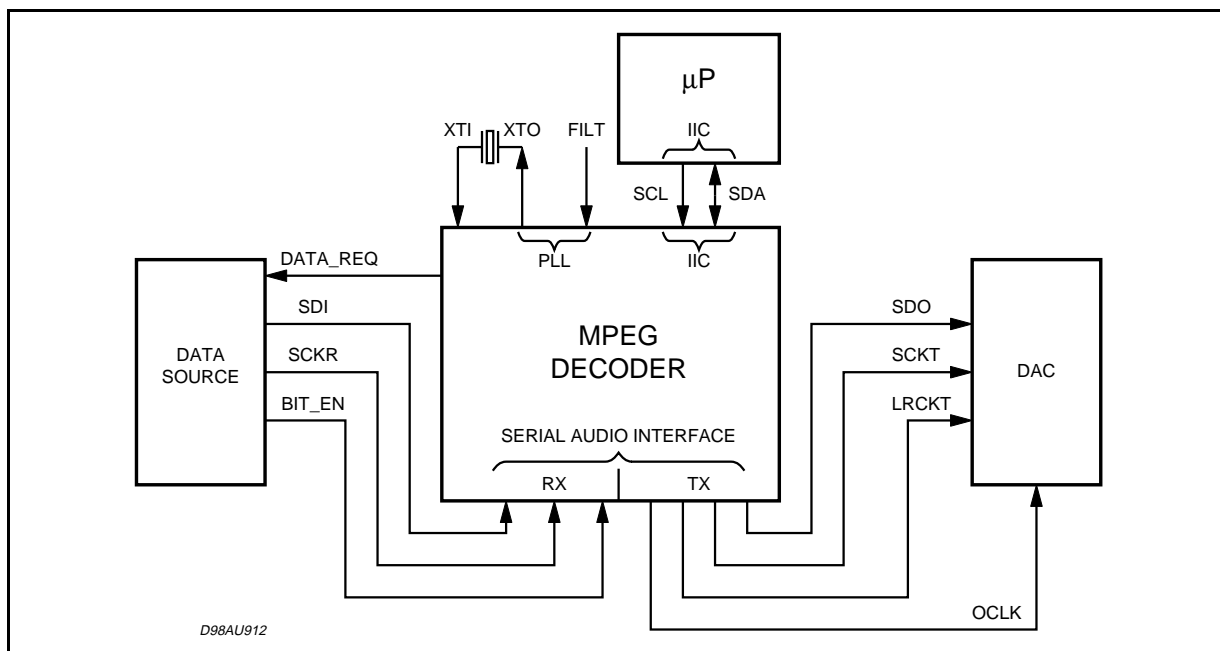 µP
IIC
XTI
XTO
FILT
SCL
SDA
PLL
IIC
DATA_REQ
SDI
SCKR
BIT_EN
DATA
SOURCE
MPEG
DECODER
SERIAL AUDIO INTERFACE
RX
TX
SDO
SCKT
LRCKT
DAC
OCLK
D98AU912